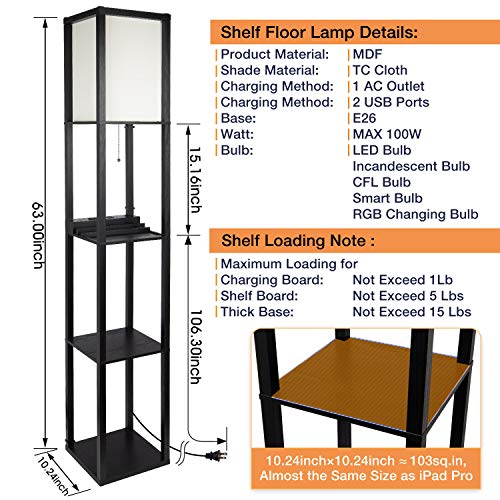 Shelf Floor Lamp Details:
Product Material: MDF
Shade Material: TC Cloth
Charging Method: 1 AC Outlet
Charging Method: 2 USB Ports
Base: E26
Watt: MAX 100W
Bulb: LED Bulb
Incandescent Bulb
CFL Bulb
Smart Bulb
RGB Changing Bulb
Shelf Loading Note :
Maximum Loading for
Charging Board: Not Exceed 1Lb
Shelf Board: Not Exceed 5 Lbs
Thick Base: Not Exceed 15 Lbs
10.24inch×10.24inch ≈ 103sq.in,
Almost the Same Size as iPad Pro
63.00inch
15.16inch
106.30inch
10.24inch